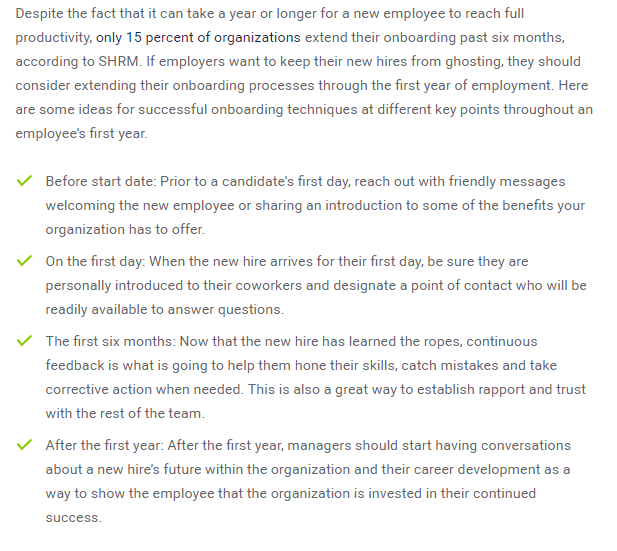 Despite the fact that it can take a year or longer for a new employee to reach full
productivity, only 15 percent of organizations extend their onboarding past six months,
according to SHRM. If employers want to keep their new hires from ghosting, they should
consider extending their onboarding processes through the first year of employment. Here
are some ideas for successful onboarding techniques at different key points throughout an
employee's first year.
Before start date: Prior to a candidate's first day, reach out with friendly messages
welcoming the new employee or sharing an introduction to some of the benefits your
organization has to offer.
On the first day: When the new hire arrives for their first day, be sure they are
personally introduced to their coworkers and designate a point of contact who will be
readily available to answer questions.
The first six months: Now that the new hire has learned the ropes, continuous
feedback is what is going to help them hone their skills, catch mistakes and take
corrective action when needed. This is also a great way to establish rapport and trust
with the rest of the team.
After the first year: After the first year, managers should start having conversations
about a new hire's future within the organization and their career development as a
way to show the employee that the organization is invested in their continued
success.